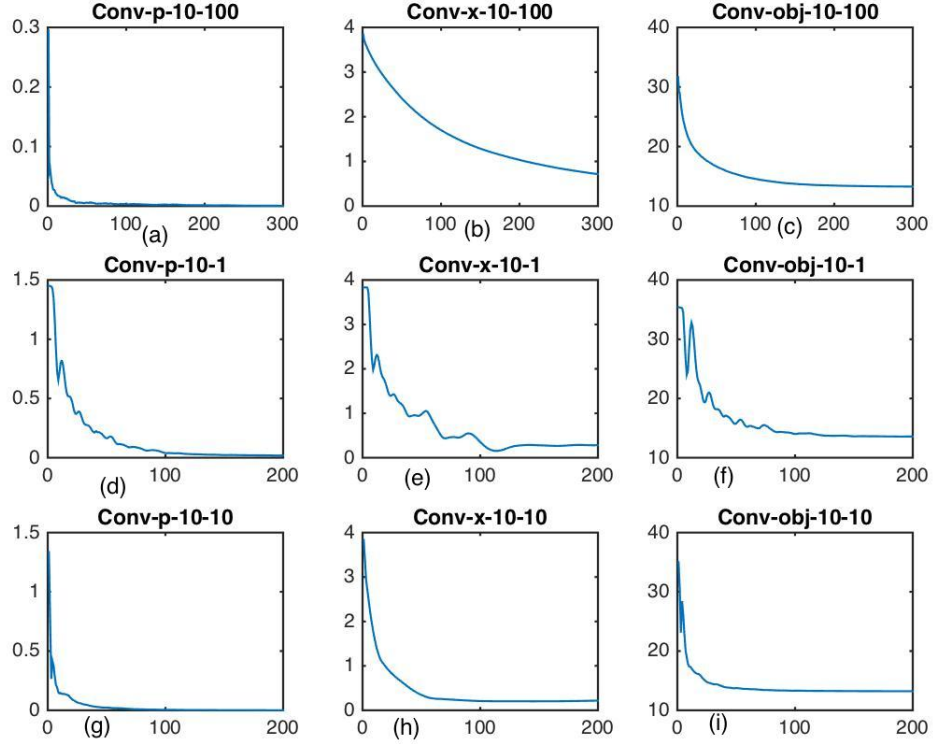 Conv-p-10-100 Conv-x-10-100 Conv-obj-10-100
0.3 4 40
0.2 3 30
2
0.1 1 20
0 0 10
0 100 200 300 0 100 200 300 0 100 200 300
(a) (b) (c)
Conv-p-10-1 Conv-x-10-1 Conv-obj-10-1
1.5 4 40
1 3 30
2
0.5 1 20
0 0 10
0 100 200 0 100 200 0 100 200
(d) (e) (f)
Conv-p-10-10 Conv-x-10-10 Conv-obj-10-10
1.5 4 40
1 3 30
2
0.5 1 20
0 0 10
0 100 200 0 100 200 0 100 200
(g) (h) (i)